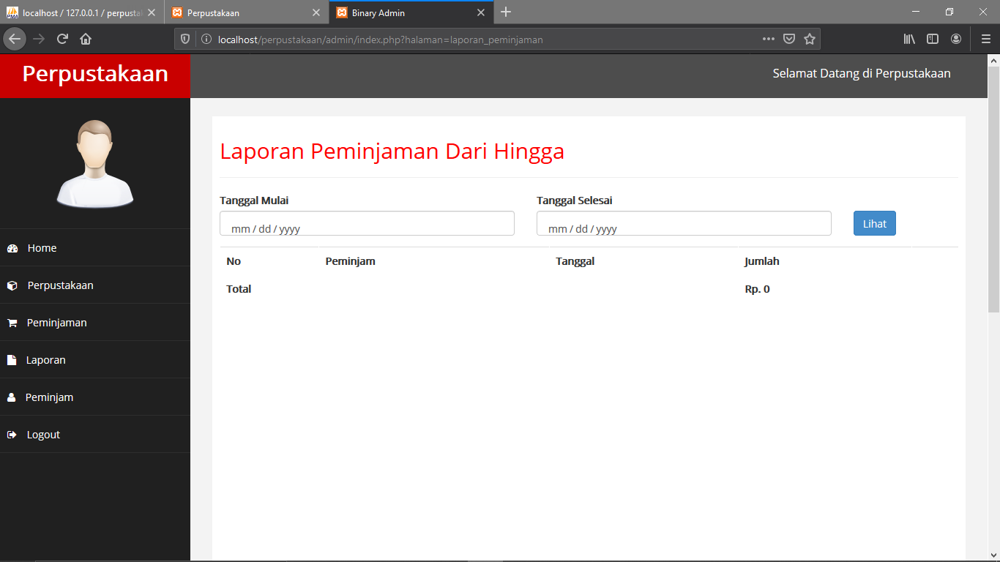 localhost / 127.0.0.1 / perpusta
Perpustakaan
Binary Admin
localhost/perpustakaan/admin/index.php?halaman=laporan_peminjaman
Perpustakaan
Selamat Datang di Perpustakaan
Home
Perpustakaan
Peminjaman
Laporan
Peminjam
Logout
Laporan Peminjaman Dari Hingga
Tanggal Mulai
Tanggal Selesai
mm / dd / yyyy
mm / dd / yyyy
Lihat
No Peminjam Tanggal Jumlah
Total Rp. 0